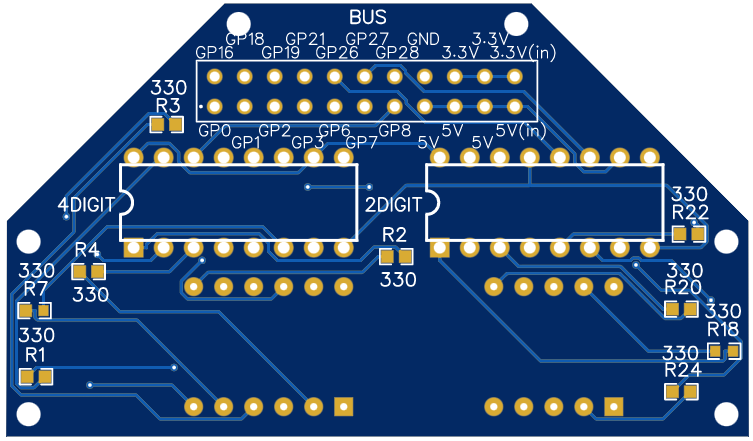 BUS
GP18 GP21 GP27 GND 3.3V
GP16 GP19 GP26 GP28 3.3V 3.3V(in)
330
R3
GP0 GP2 GP6 GP8 5V 5V(in)
GP1 GP3 GP7 5V 5V
4DIGIT
2DIGIT
330
R22
R4
330
R2
330
330
R7
330
R20
330
R1
330
R18
330
R24